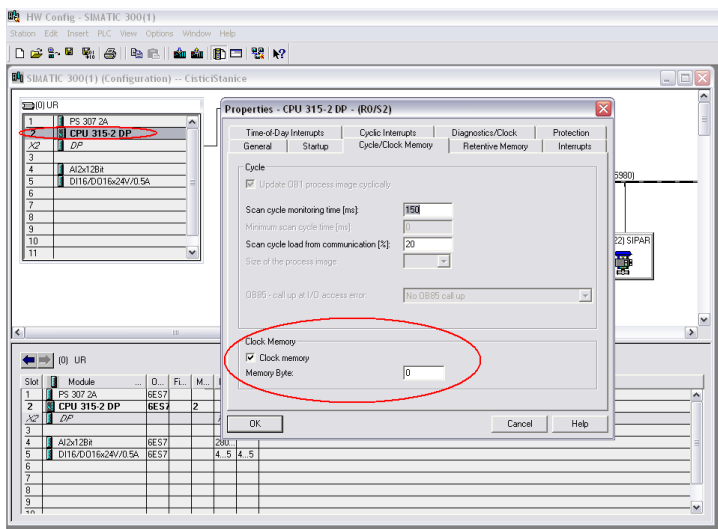 HW Config - SIMATIC 300(1)
Station Edit Insert PLC View Options Window Help
SIMATIC 300(1) (Configuration) -- CisticiStanice
(0) UR
1 PS 307 2A
2 CPU 315-2 DP
X2 DP
3
4 AI2x12Bit
5 DI16/DO16x24V/0.5A
6
7
8
9
10
11
5980)
22) SIPAR
Properties - CPU 315-2 DP - (R0/S2)
Time-of-Day Interrupts Cyclic Interrupts Diagnostics/Clock Protection
General Startup Cycle/Clock Memory Retentive Memory Interrupts
Cycle
Update OB1 process image cyclically
Scan cycle monitoring time [ms]: 150
Minimum scan cycle time [ms]: 0
Scan cycle load from communication [%]: 20
Size of the process image:
OB85 - call up at I/O access error: No OB85 call up
Clock Memory
Clock memory
Memory Byte: 0
OK Cancel Help
(0) UR
Slot Module ... O... Fi... M...
1 PS 307 2A 6ES7
2 CPU 315-2 DP 6ES7 2
X2 DP
3
4 AI2x12Bit 6ES7 280...
5 DI16/DO16x24V/0.5A 6ES7 4...5 4...5
6
7
8
9
10